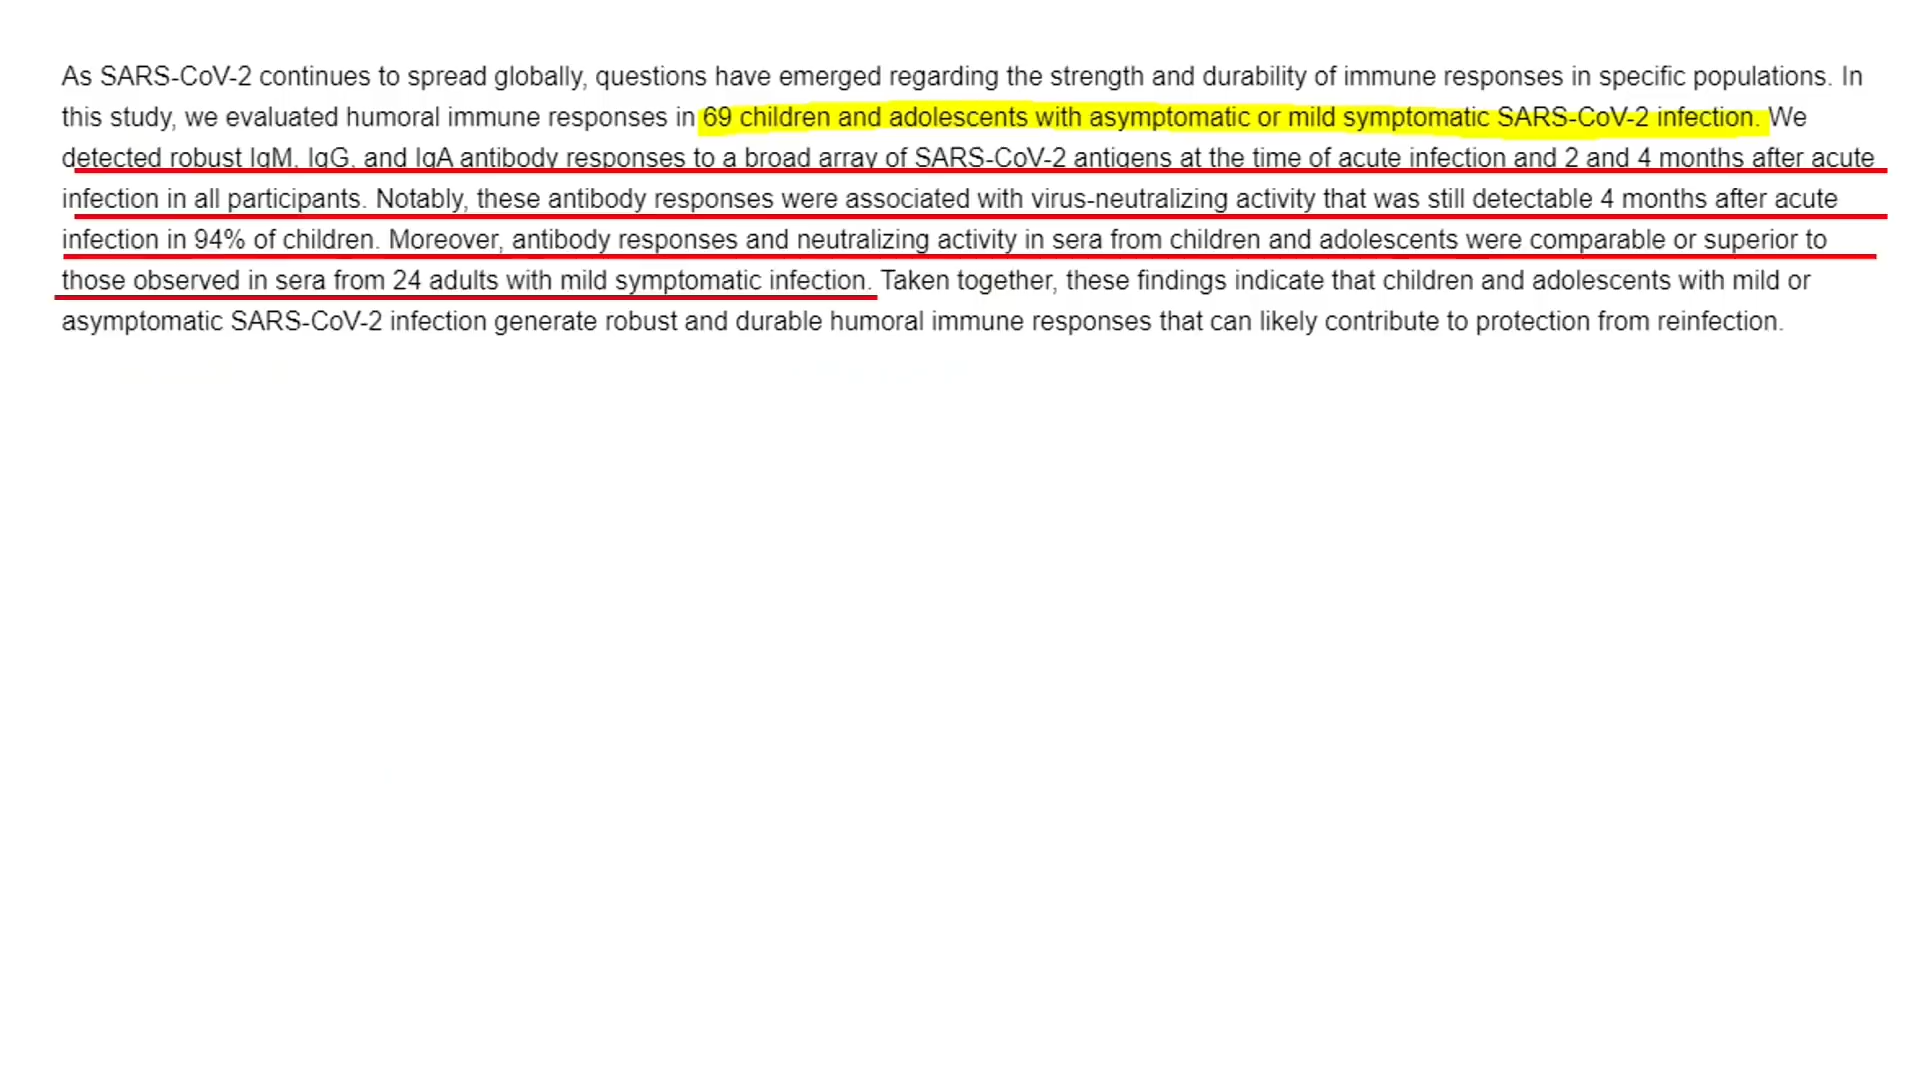 As SARS-CoV-2 continues to spread globally, questions have emerged regarding the strength and durability of immune responses in specific populations. In
this study, we evaluated humoral immune responses in 69 children and adolescents with asymptomatic or mild symptomatic SARS-CoV-2 infection. We
detected robust IgM, IgG, and IgA antibody responses to a broad array of SARS-CoV-2 antigens at the time of acute infection and 2 and 4 months after acute
infection in all participants. Notably, these antibody responses were associated with virus-neutralizing activity that was still detectable 4 months after acute
infection in 94% of children. Moreover, antibody responses and neutralizing activity in sera from children and adolescents were comparable or superior to
those observed in sera from 24 adults with mild symptomatic infection. Taken together, these findings indicate that children and adolescents with mild or
asymptomatic SARS-CoV-2 infection generate robust and durable humoral immune responses that can likely contribute to protection from reinfection.